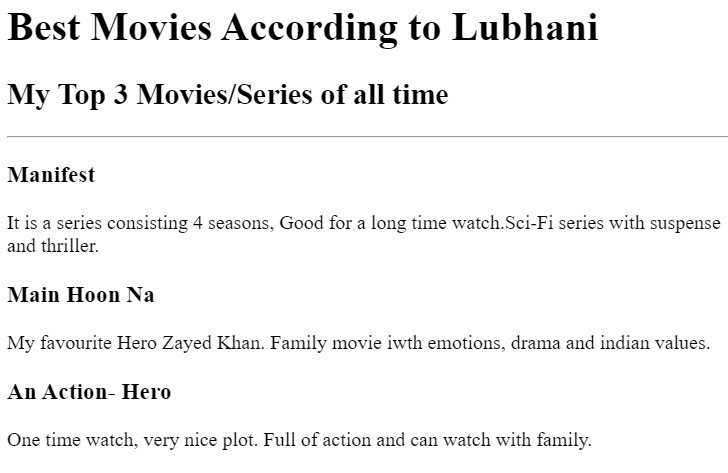 Best Movies According to Lubhani
My Top 3 Movies/Series of all time
Manifest
It is a series consisting 4 seasons, Good for a long time watch.Sci-Fi series with suspense
and thriller.
Main Hoon Na
My favourite Hero Zayed Khan. Family movie iwth emotions, drama and indian values.
An Action- Hero
One time watch, very nice plot. Full of action and can watch with family.